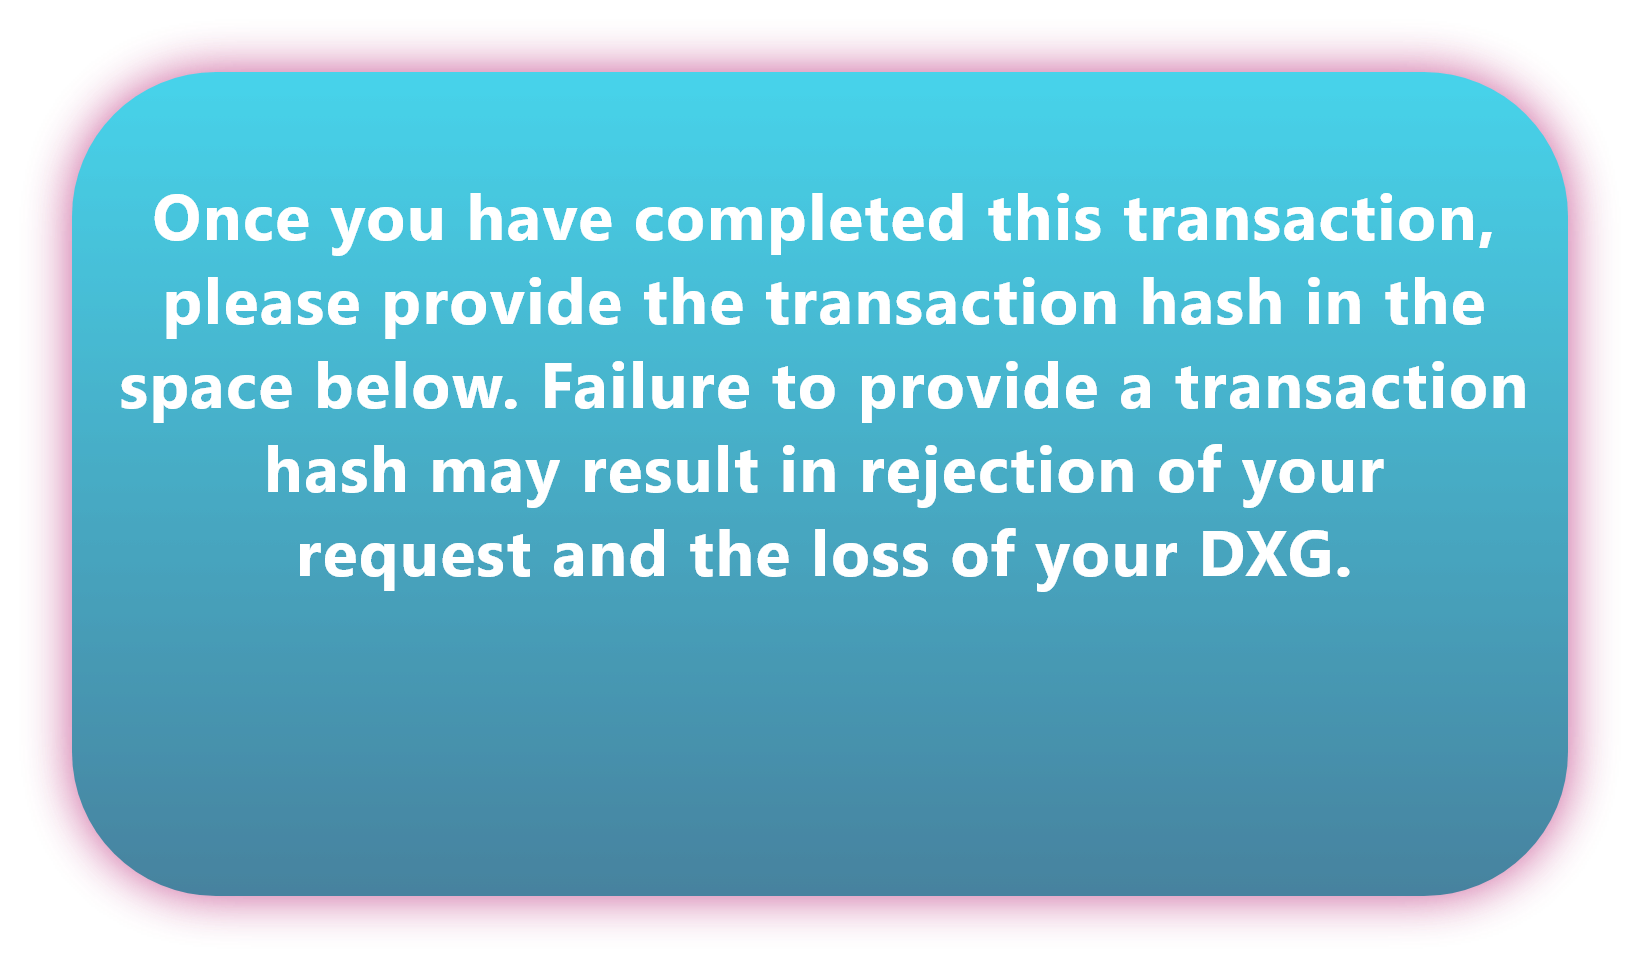 Once you have completed this transaction,
please provide the transaction hash in the
space below. Failure to provide a transaction
hash may result in rejection of your
request and the loss of your DXG.